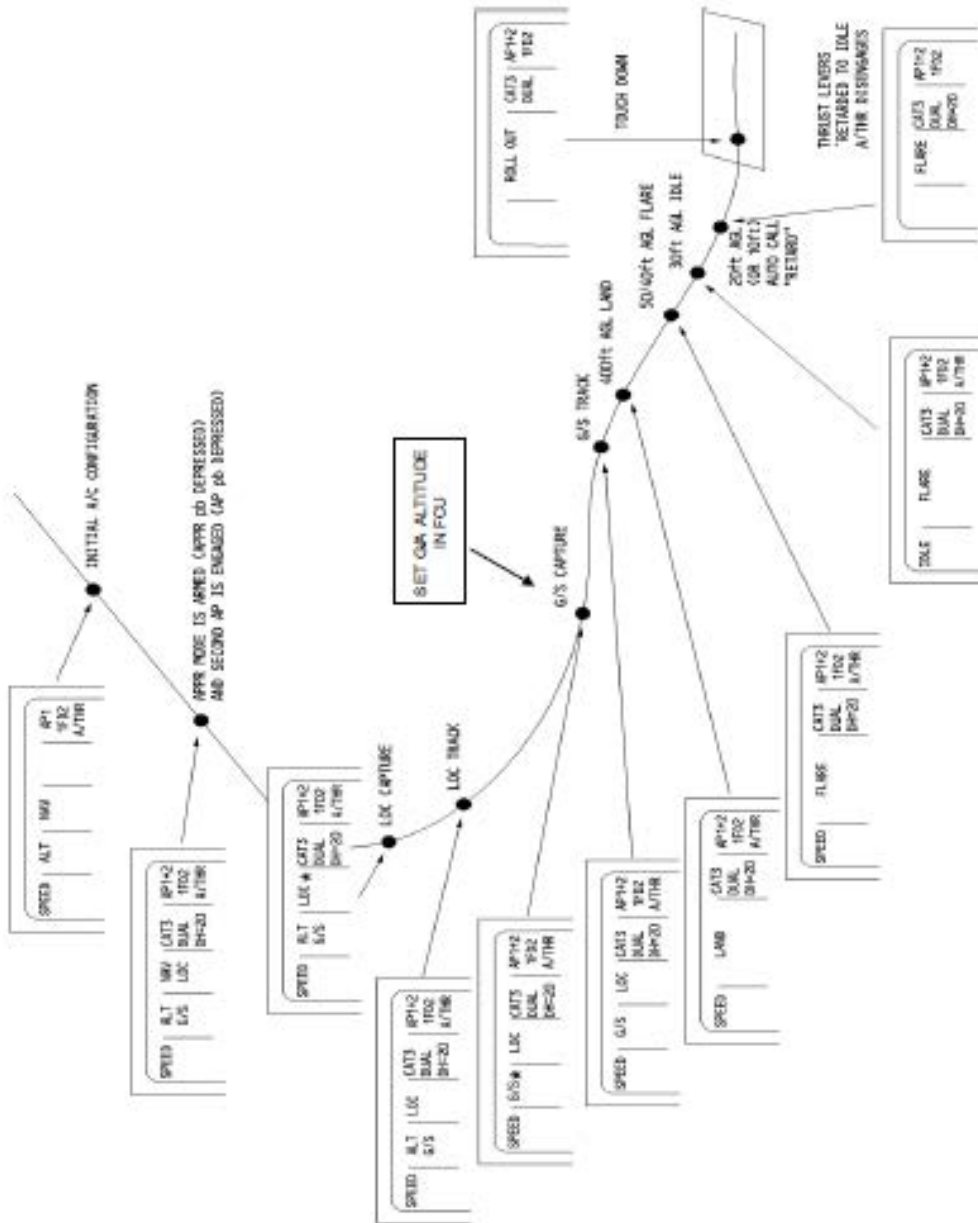 SPEED ALT NAV AP1
1FD2
A/THR
INITIAL A/C CONFIGURATION
SPEED ALT NAV CAT3 AP1+2
G/S LOC DUAL 1FD2
DH=20 A/THR
APPR MODE IS ARMED (APPR pb DEPRESSED)
AND SECOND AP IS ENGAGED (AP pb DEPRESSED)
SPEED ALT LOC * CAT3 AP1+2
G/S DUAL 1FD2
DH=20 A/THR
LOC CAPTURE
SPEED ALT LOC CAT3 AP1+2
G/S DUAL 1FD2
DH=20 A/THR
LOC TRACK
SPEED G/S* LOC CAT3 AP1+2
DUAL 1FD2
DH=20 A/THR
G/S CAPTURE
SET G/A ALTITUDE
IN FCU
SPEED G/S LOC CAT3 AP1+2
DUAL 1FD2
DH=20 A/THR
G/S TRACK
SPEED LAND CAT3 AP1+2
DUAL 1FD2
DH=20 A/THR
400ft AGL LAND
SPEED FLARE CAT3 AP1+2
DUAL 1FD2
DH=20 A/THR
50/40ft AGL FLARE
IDLE FLARE CAT3 AP1+2
DUAL 1FD2
DH=20 A/THR
30ft AGL IDLE
20ft AGL
(OR 10ft)
AUTO CALL
"RETARD"
FLARE CAT3 AP1+2
DUAL 1FD2
DH=20
THRUST LEVERS
RETARDED TO IDLE
A/THR DISENGAGES
ROLL OUT CAT3 AP1+2
DUAL 1FD2
TOUCH DOWN